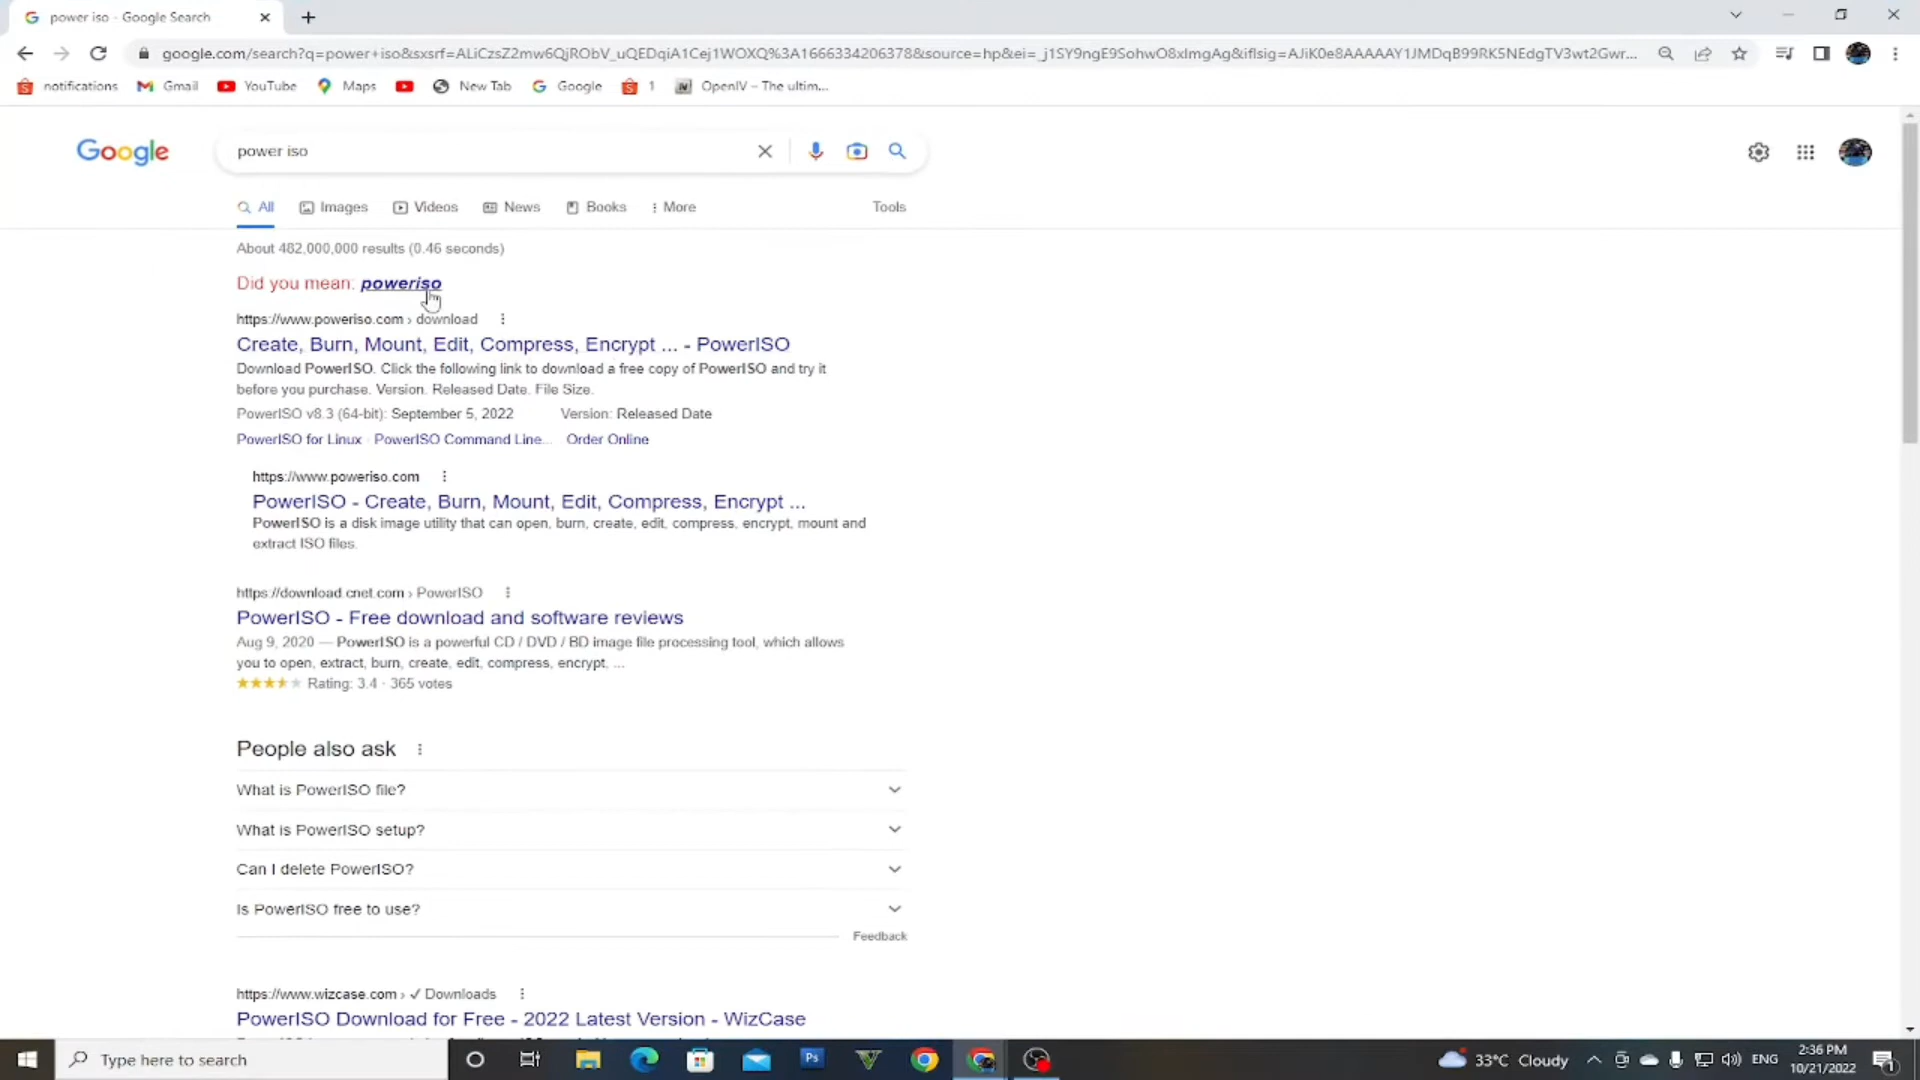 power iso - Google Search
google.com/search?q=power+iso&sxsrf=ALiCzsZ2mw6QjRObV_uQEDqiA1Cej1WOXQ%3A1666334206378&source=hp&ei=_j1SY9ngE9SohwO8xImgAg&iflsig=AJiK0e8AAAAAY1JMDqB99RK5NEdgTV3wt2Gwr...
notifications Gmail YouTube Maps New Tab Google 1 OpenIV – The ultim...
Google power iso
All Images Videos News Books More Tools
About 482,000,000 results (0.46 seconds)
Did you mean: poweriso
https://www.poweriso.com › download
Create, Burn, Mount, Edit, Compress, Encrypt ... - PowerISO
Download PowerISO. Click the following link to download a free copy of PowerISO and try it
before you purchase. Version. Released Date. File Size.
PowerISO v8.3 (64-bit): September 5, 2022 Version: Released Date
PowerISO for Linux · PowerISO Command Line... · Order Online
https://www.poweriso.com
PowerISO - Create, Burn, Mount, Edit, Compress, Encrypt ...
PowerISO is a disk image utility that can open, burn, create, edit, compress, encrypt, mount and
extract ISO files.
https://download.cnet.com › PowerISO
PowerISO - Free download and software reviews
Aug 9, 2020 — PowerISO is a powerful CD / DVD / BD image file processing tool, which allows
you to open, extract, burn, create, edit, compress, encrypt, ...
Rating: 3.4 · 365 votes
People also ask
What is PowerISO file?
What is PowerISO setup?
Can I delete PowerISO?
Is PowerISO free to use?
Feedback
https://www.wizcase.com › ✓ Downloads
PowerISO Download for Free - 2022 Latest Version - WizCase
Type here to search Ps 33°C Cloudy ENG 2:36 PM
10/21/2022 1